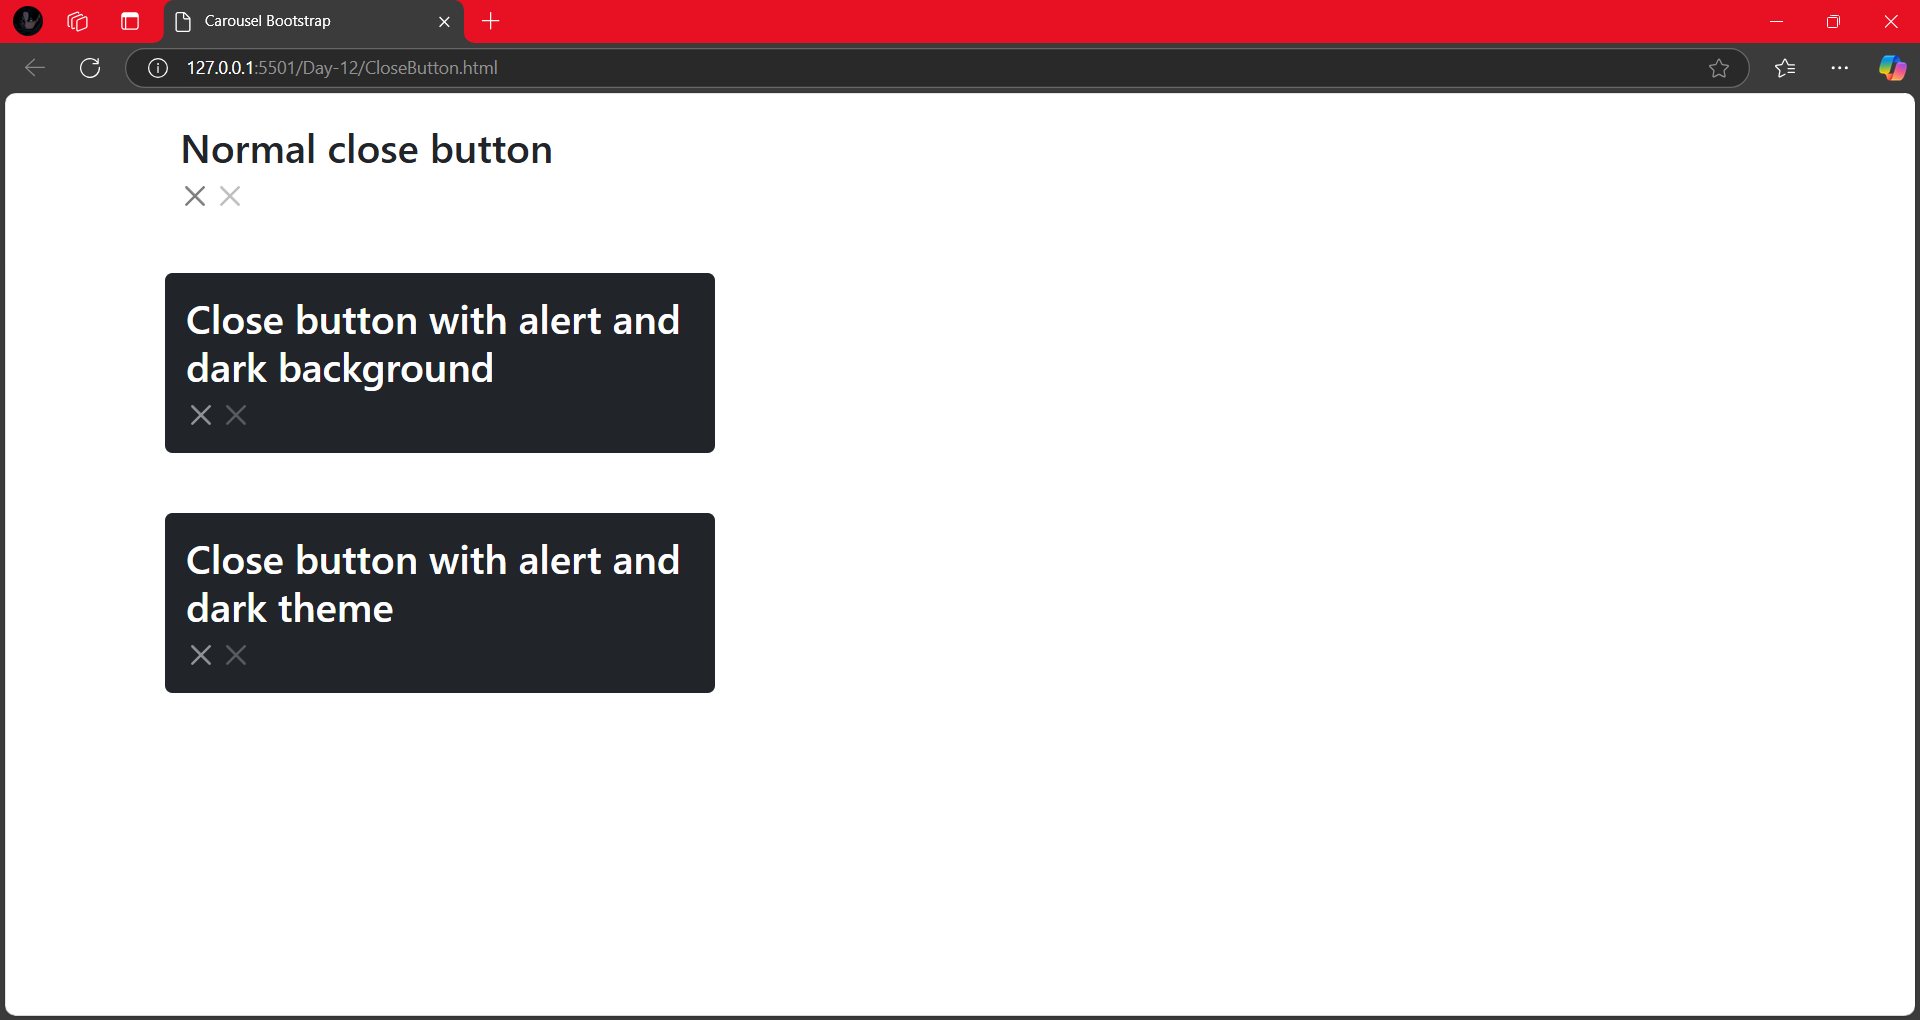 Carousel Bootstrap
127.0.0.1:5501/Day-12/CloseButton.html
Normal close button
Close button with alert and
dark background
Close button with alert and
dark theme